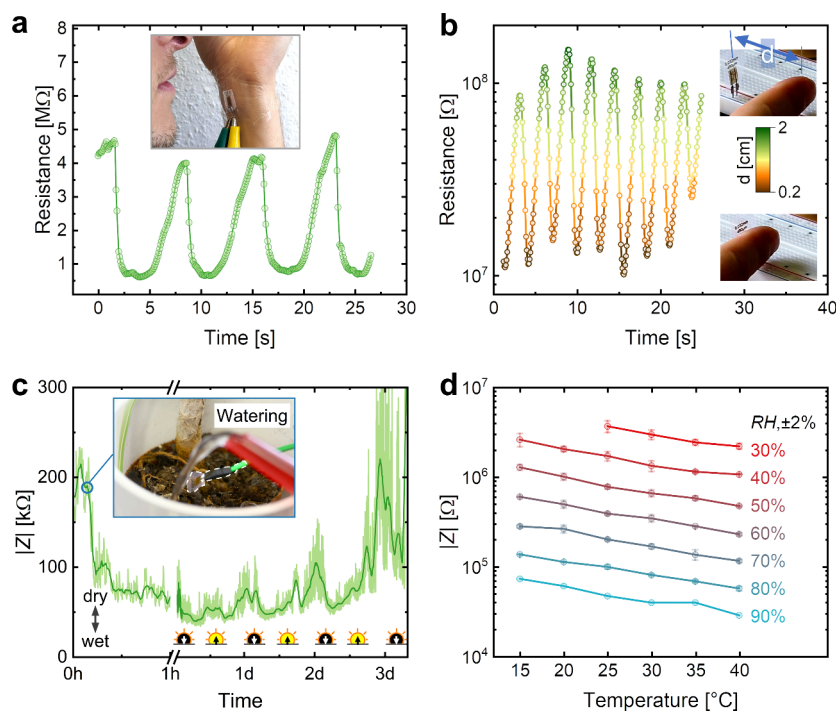 a
8
7
6
5
4
3
2
1
Resistance [MΩ]
0 5 10 15 20 25 30
Time [s]
b
10⁸
10⁷
Resistance [Ω]
0 10 20 30 40
Time [s]
d
2
0.2
d [cm]
c
300
200
100
0
|Z| [kΩ]
Watering
dry
wet
0h 1h 1d 2d 3d
Time
d
10⁷
10⁶
10⁵
10⁴
|Z| [Ω]
RH,±2%
30%
40%
50%
60%
70%
80%
90%
15 20 25 30 35 40
Temperature [°C]